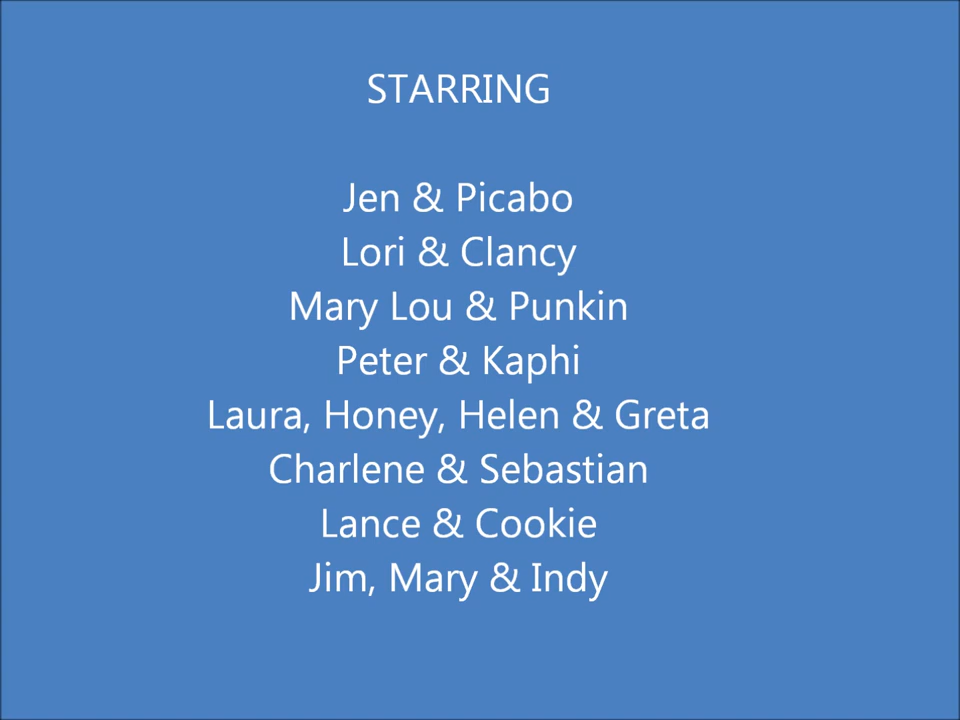 STARRING
Jen & Picabo
Lori & Clancy
Mary Lou & Punkin
Peter & Kaphi
Laura, Honey, Helen & Greta
Charlene & Sebastian
Lance & Cookie
Jim, Mary & Indy